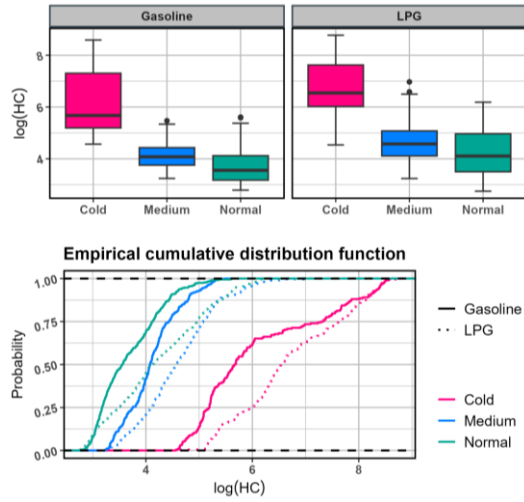 Gasoline LPG
log(HC)
8
6
4
Cold Medium Normal Cold Medium Normal
Empirical cumulative distribution function
Probability
1.00
0.75
0.50
0.25
0.00
4 6 8
log(HC)
Gasoline
LPG
Cold
Medium
Normal